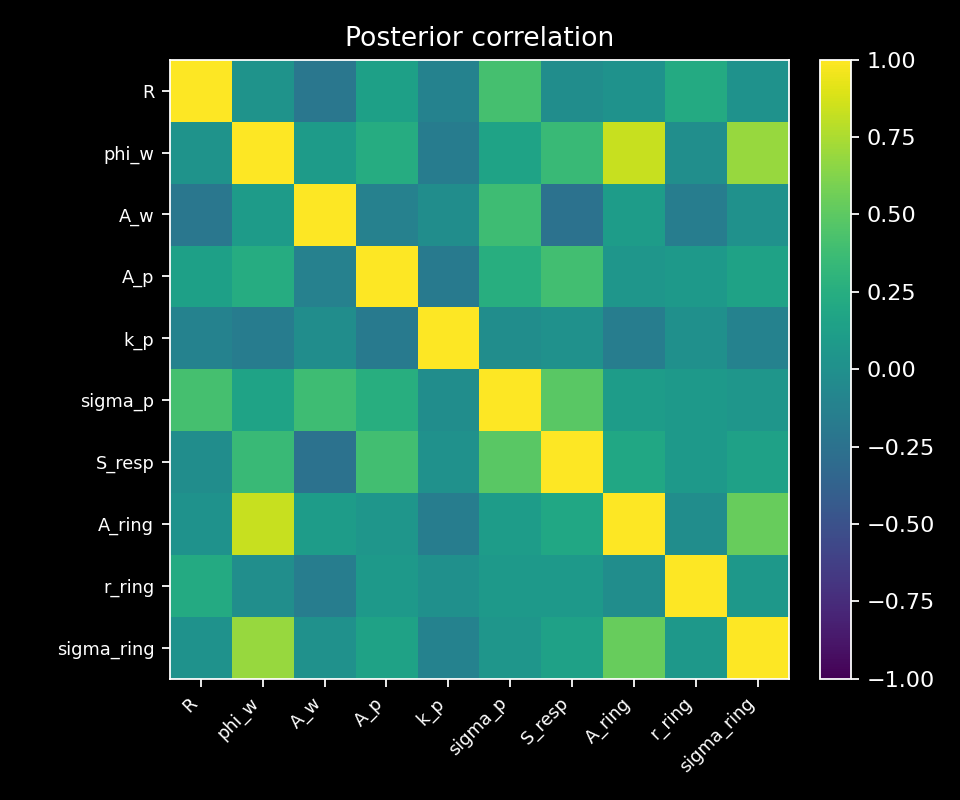 Posterior correlation
R
phi_w
A_w
A_p
k_p
sigma_p
S_resp
A_ring
r_ring
sigma_ring
R
phi_w
A_w
A_p
k_p
sigma_p
S_resp
A_ring
r_ring
sigma_ring
1.00
0.75
0.50
0.25
0.00
−0.25
−0.50
−0.75
−1.00